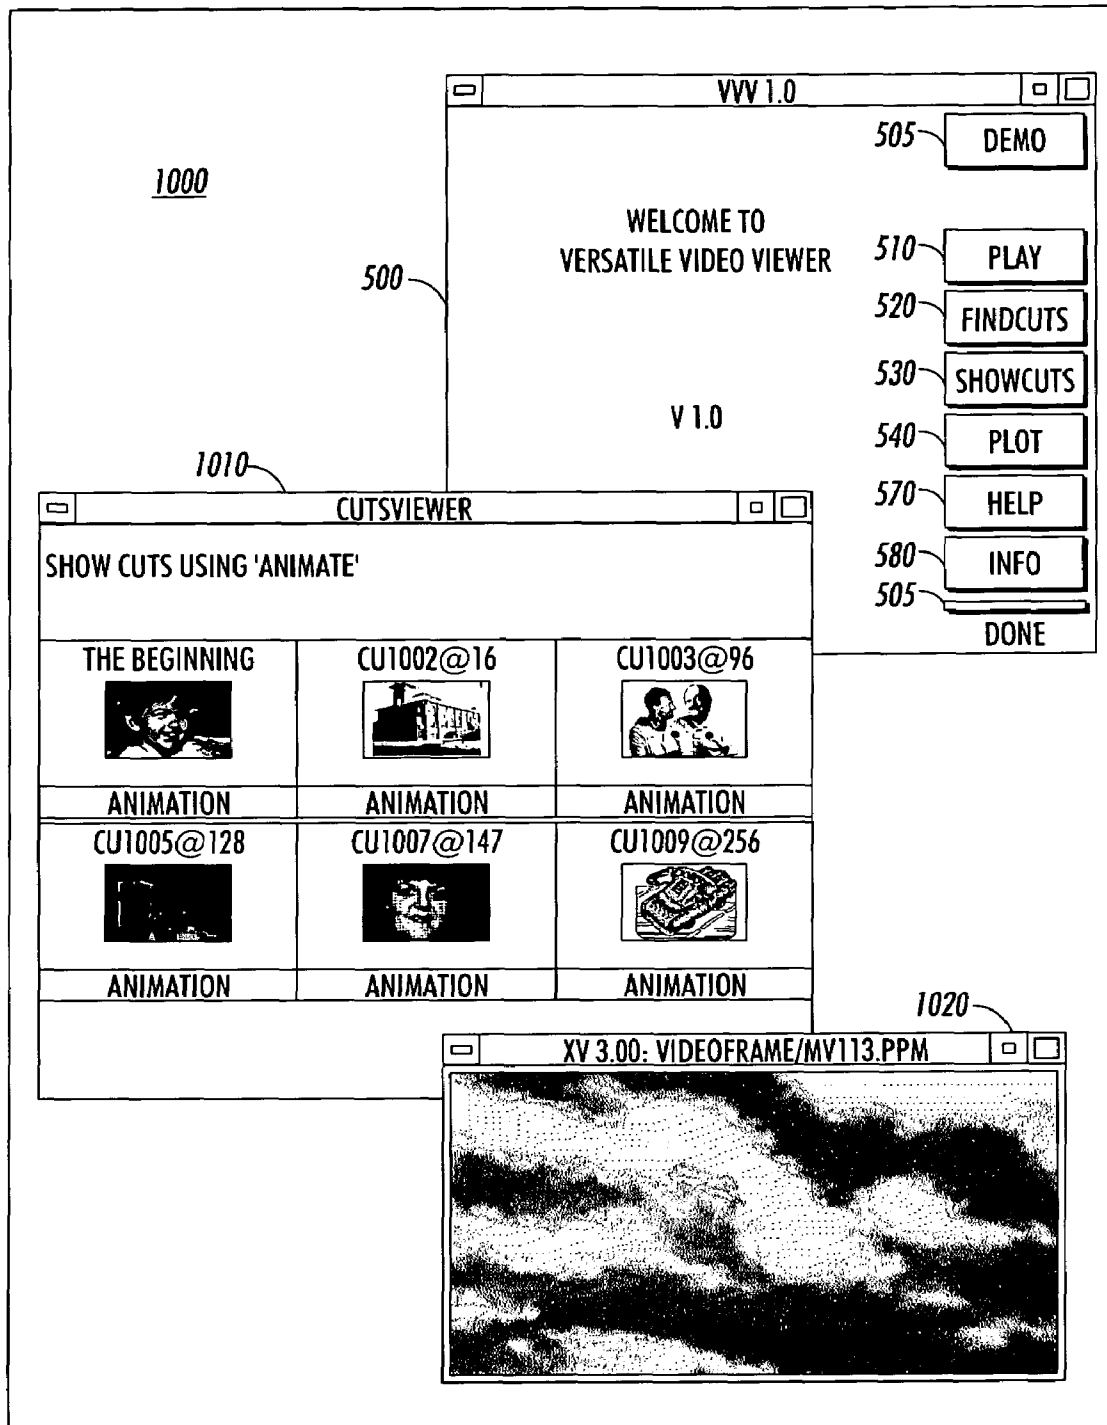 VVV 1.0
505 DEMO
1000
WELCOME TO
VERSATILE VIDEO VIEWER
510 PLAY
500
520 FINDCUTS
530 SHOWCUTS
V 1.0
540 PLOT
570 HELP
580 INFO
505
DONE
1010
CUTSVIEWER
SHOW CUTS USING 'ANIMATE'
THE BEGINNING CU1002@16 CU1003@96
ANIMATION ANIMATION ANIMATION
CU1005@128 CU1007@147 CU1009@256
ANIMATION ANIMATION ANIMATION
1020
XV 3.00: VIDEOFRAME/MV113.PPM